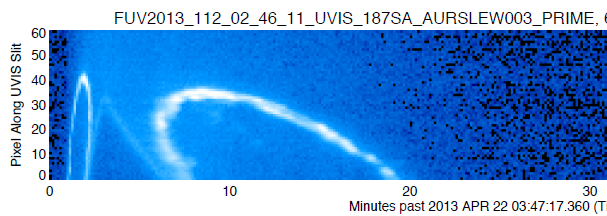 FUV2013_112_02_46_11_UVIS_187SA_AURSLEW003_PRIME, 6
Pixel Along UVIS Slit
60
50
40
30
20
10
0
0 10 20 30
Minutes past 2013 APR 22 03:47:17.360 (T